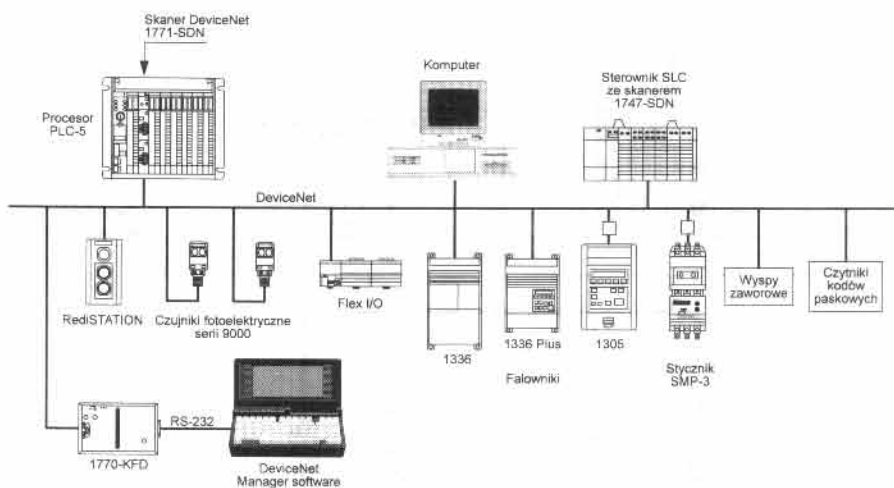 Skaner DeviceNet
1771-SDN
Procesor
PLC-5
Komputer
Sterownik SLC
ze skanerem
1747-SDN
DeviceNet
RediSTATION
Czujniki fotoelektryczne
serii 9000
Flex I/O
1336
1336 Plus
1305
Falowniki
Stycznik
SMP-3
Wyspy
zaworowe
Czytniki
kodów
paskowych
RS-232
1770-KFD
DeviceNet
Manager software